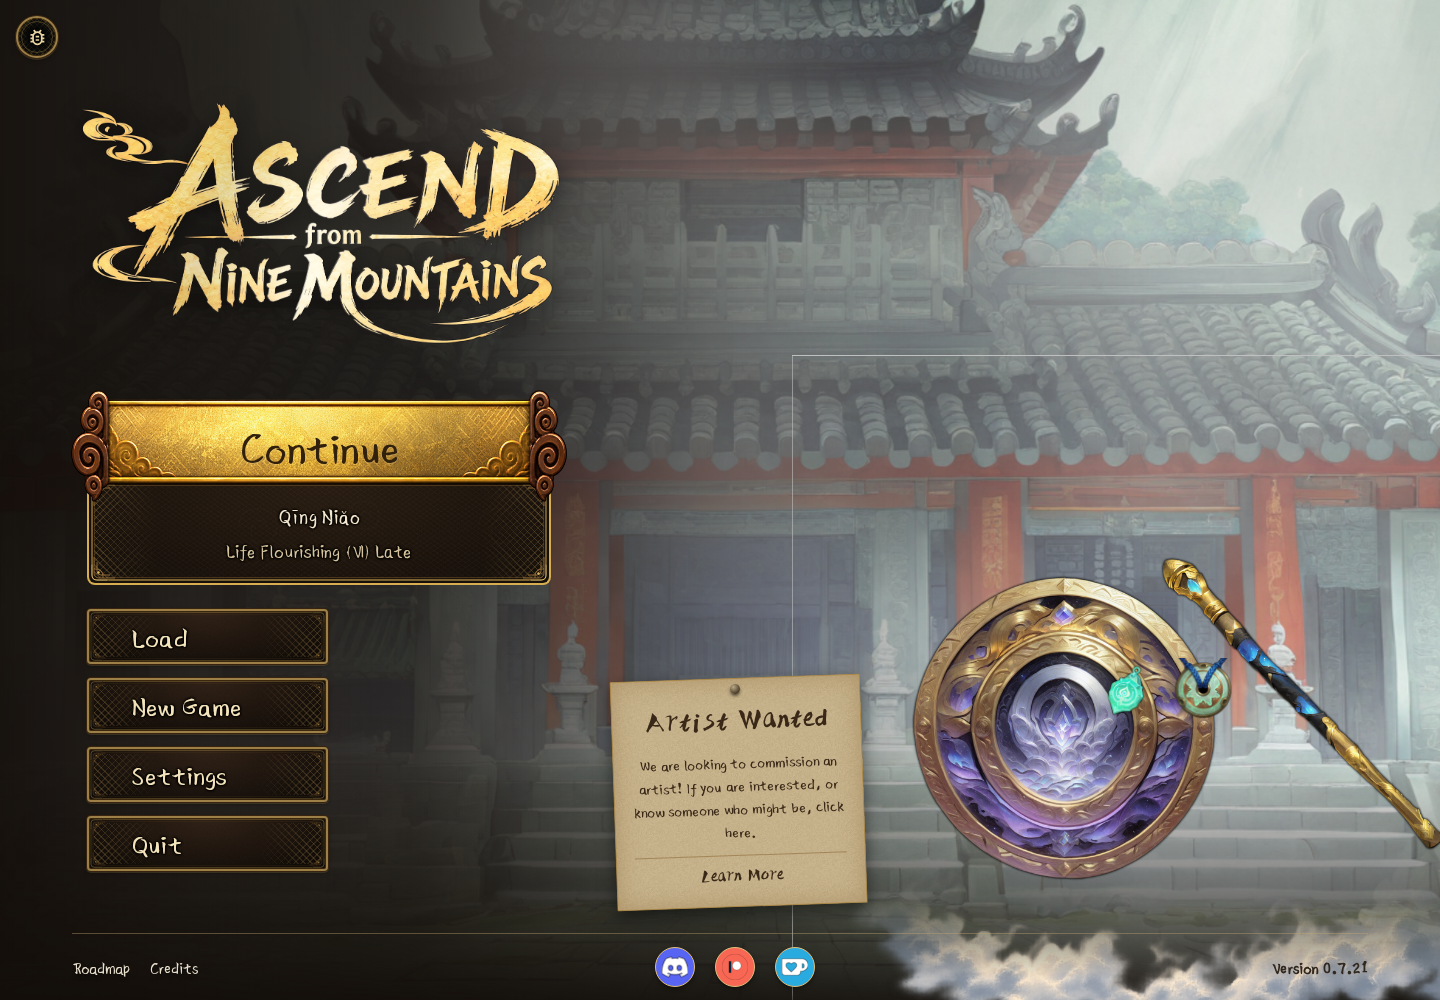 ASCEND
from
NINE MOUNTAINS
Continue
Qīng Niǎo
Life Flourishing (VI) Late
Load
New Game
Settings
Quit
Artist Wanted
We are looking to commission an
artist! If you are interested, or
know someone who might be, click
here.
Learn More
Roadmap
Credits
Version 0.7.21